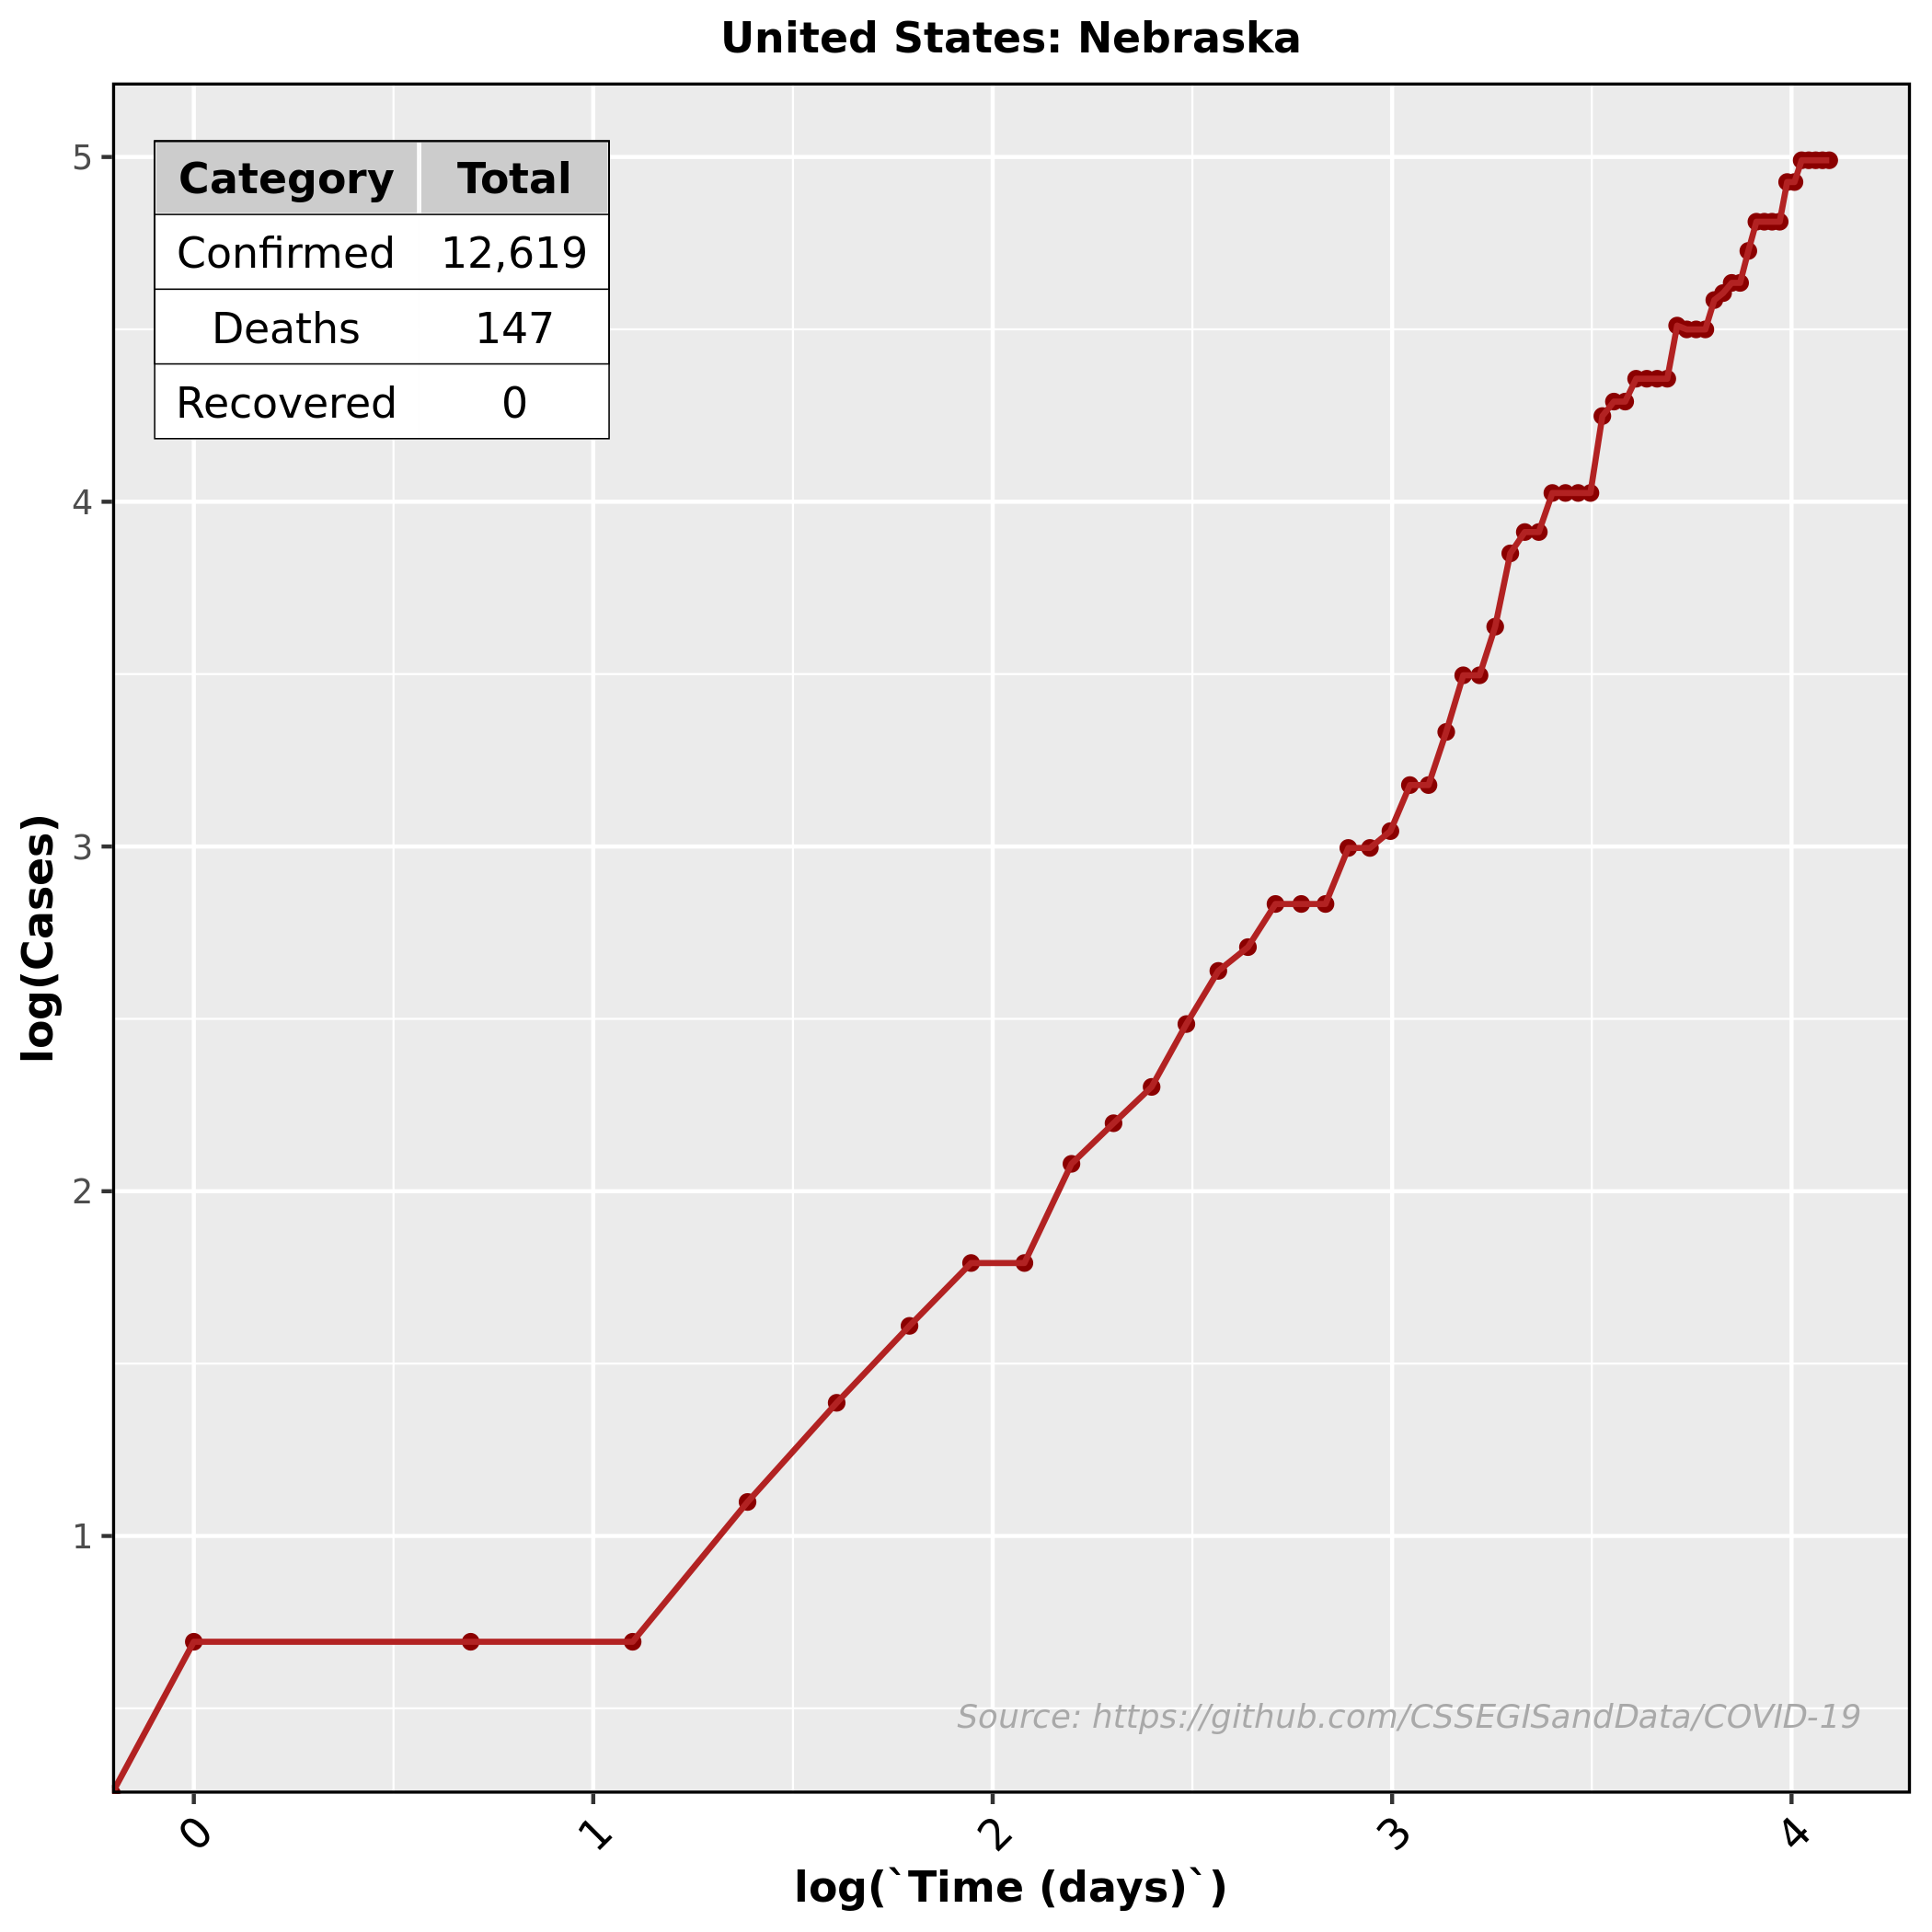 United States: Nebraska
Category Total
Confirmed 12,619
Deaths 147
Recovered 0
5
4
3
2
1
log(Cases)
Source: https://github.com/CSSEGISandData/COVID-19
0 1 2 3 4
log(`Time (days)`)